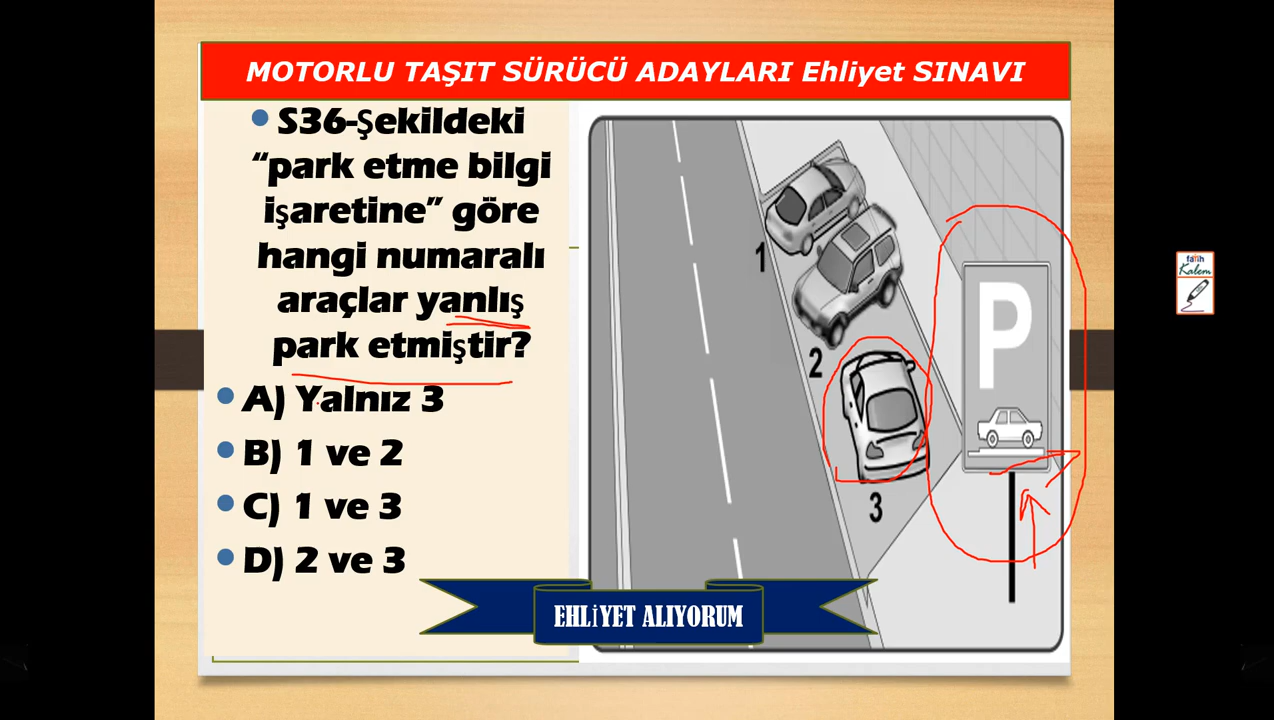 MOTORLU TAŞIT SÜRÜCÜ ADAYLARI Ehliyet SINAVI
S36-Şekildeki
“park etme bilgi
işaretine” göre
hangi numaralı
araçlar yanlış
park etmiştir?
A) Yalnız 3
B) 1 ve 2
C) 1 ve 3
D) 2 ve 3
1
2
3
P
EHLİYET ALIYORUM
fatih
Kalem